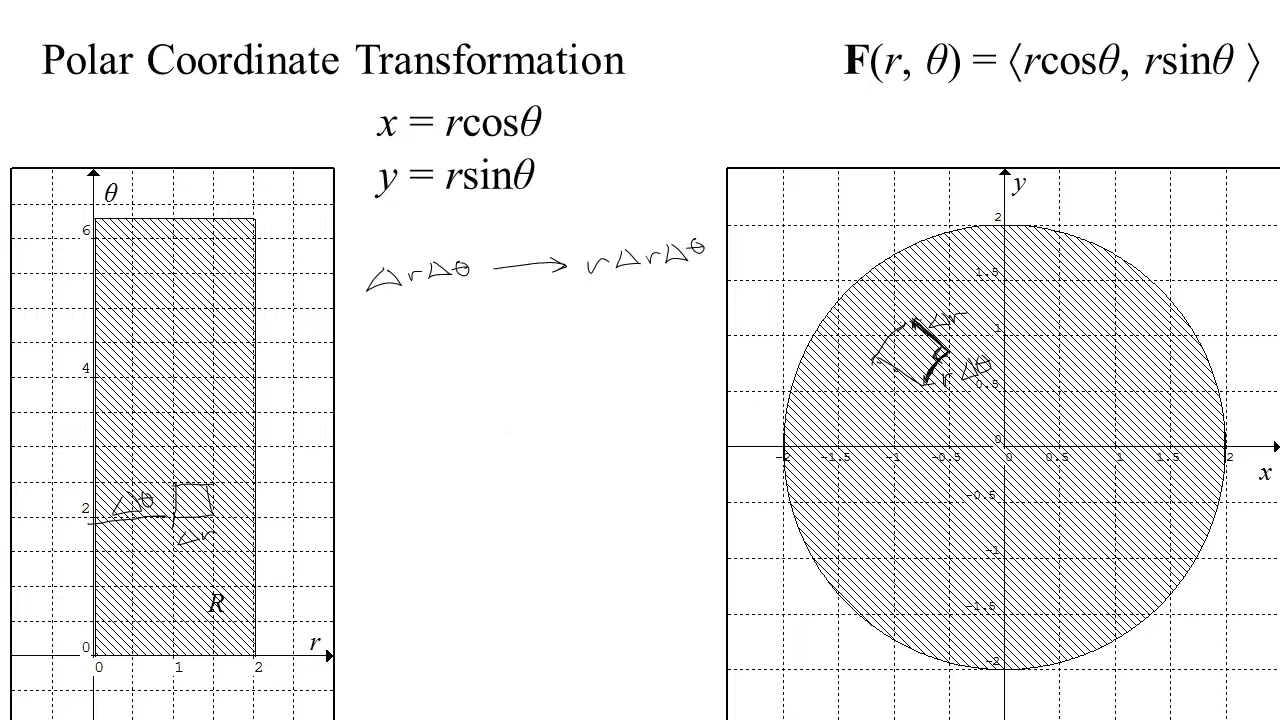 Polar Coordinate Transformation
F(r, θ) = ⟨rcosθ, rsinθ ⟩
x = rcosθ
y = rsinθ
ΔrΔθ → rΔrΔθ
θ
6
4
2
0
Δθ
Δr
R
r
0 1 2
y
2
1.5
1
0.5
0
-0.5
-1
-1.5
-2
Δr
r Δθ
-2 -1.5 -1 -0.5 0 0.5 1 1.5 2
x